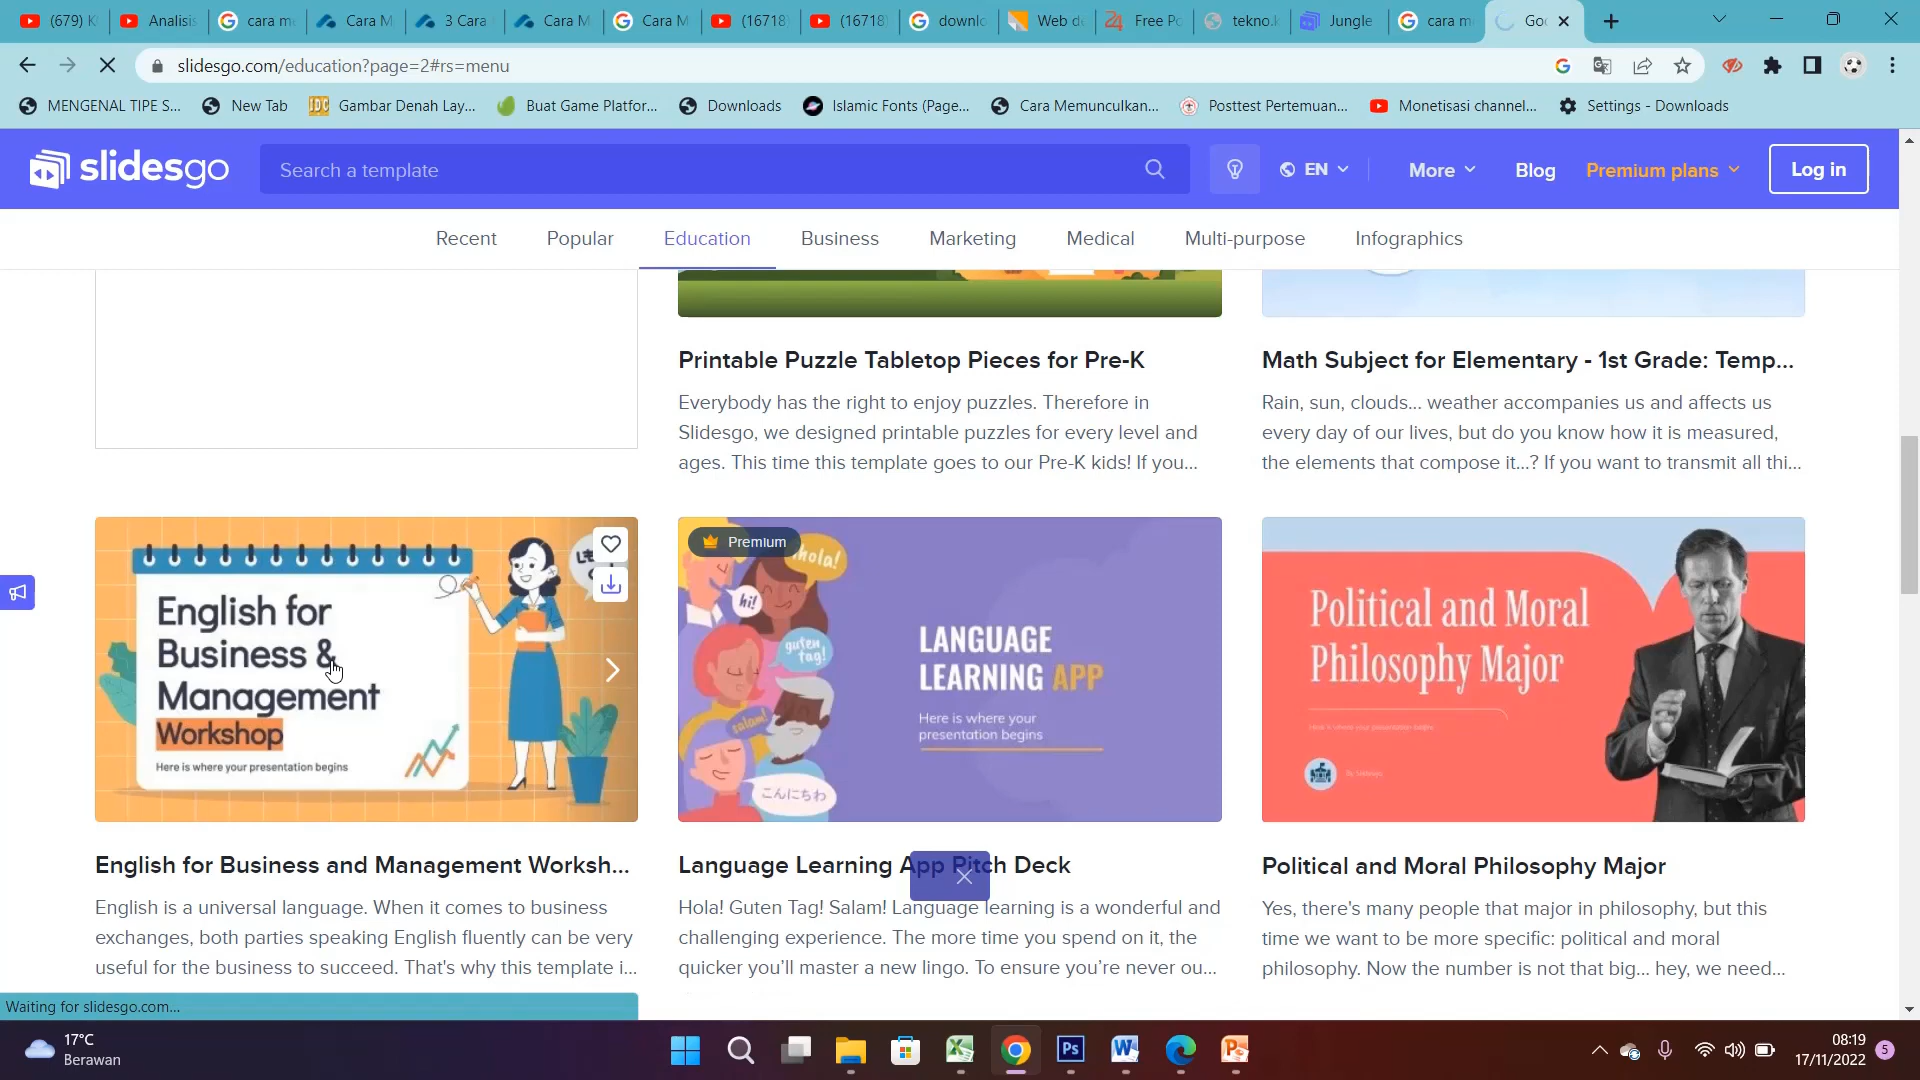 (679) K
Analisis
cara me
Cara M
3 Cara
Cara M
Cara M
(16718
(16718
downlo
Web de
Free Po
tekno.k
Jungle
cara me
Goo
slidesgo.com/education?page=2#rs=menu
MENGENAL TIPE S...
New Tab
Gambar Denah Lay...
Buat Game Platfor...
Downloads
Islamic Fonts (Page...
Cara Memunculkan...
Posttest Pertemuan...
Monetisasi channel...
Settings - Downloads
slidesgo
Search a template
EN
More
Blog
Premium plans
Log in
Recent
Popular
Education
Business
Marketing
Medical
Multi-purpose
Infographics
Printable Puzzle Tabletop Pieces for Pre-K
Everybody has the right to enjoy puzzles. Therefore in
Slidesgo, we designed printable puzzles for every level and
ages. This time this template goes to our Pre-K kids! If you...
Math Subject for Elementary - 1st Grade: Temp...
Rain, sun, clouds... weather accompanies us and affects us
every day of our lives, but do you know how it is measured,
the elements that compose it...? If you want to transmit all thi...
English for
Business &
Management
Workshop
Here is where your presentation begins
Premium
hola!
hi!
guten
tag!
salam!
こんにちわ
LANGUAGE
LEARNING APP
Here is where your
presentation begins
Political and Moral
Philosophy Major
Here is where your presentation begins
English for Business and Management Worksh...
English is a universal language. When it comes to business
exchanges, both parties speaking English fluently can be very
useful for the business to succeed. That's why this template i...
Language Learning App Pitch Deck
Hola! Guten Tag! Salam! Language learning is a wonderful and
challenging experience. The more time you spend on it, the
quicker you'll master a new lingo. To ensure you're never ou...
Political and Moral Philosophy Major
Yes, there's many people that major in philosophy, but this
time we want to be more specific: political and moral
philosophy. Now the number is not that big... hey, we need...
Waiting for slidesgo.com...
17°C
Berawan
08:19
17/11/2022
5